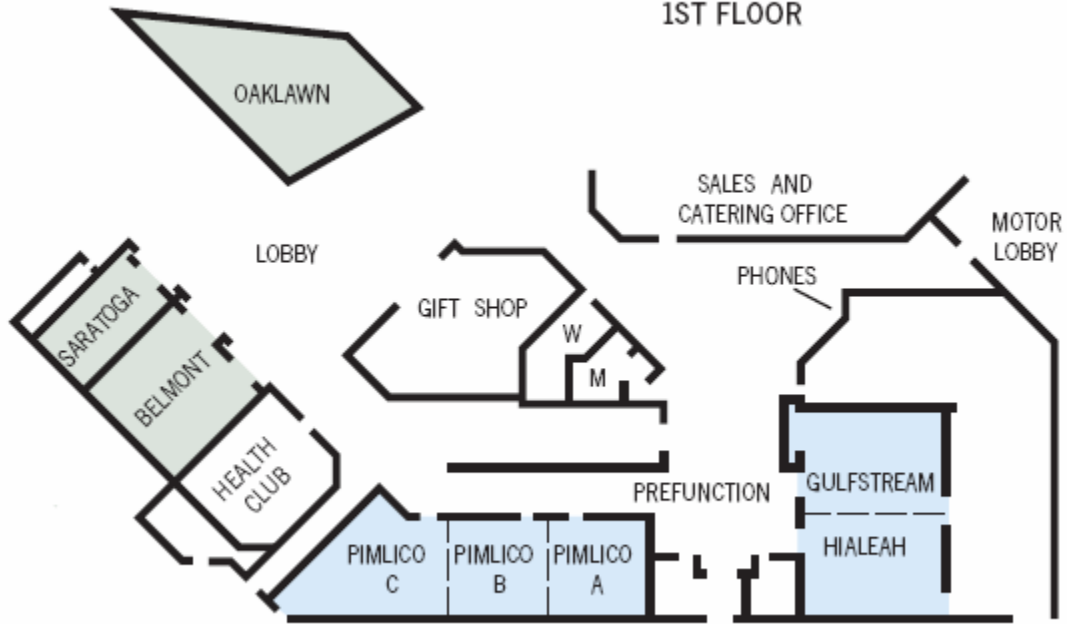 1ST FLOOR
OAKLAWN
SALES AND
CATERING OFFICE
MOTOR
LOBBY
LOBBY
PHONES
GIFT SHOP
SARATOGA
W
M
BELMONT
HEALTH
CLUB
PREFUNCTION
GULFSTREAM
HIALEAH
PIMLICO
C
PIMLICO
B
PIMLICO
A